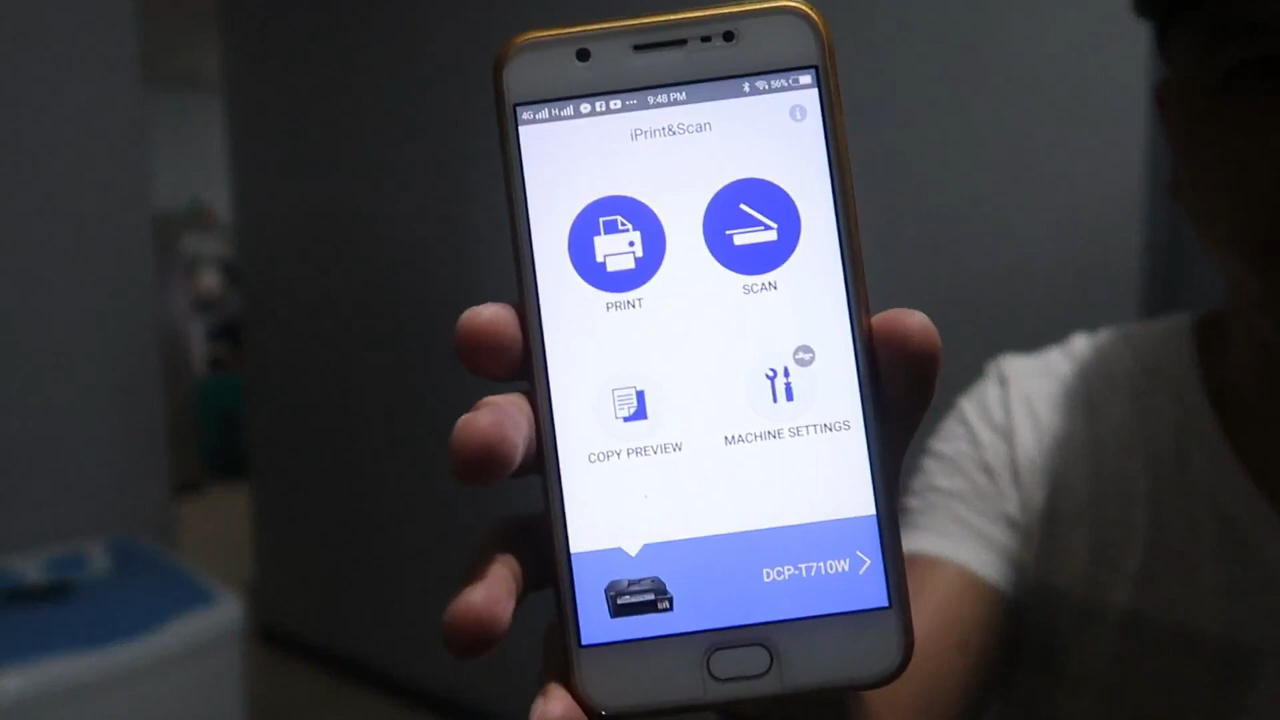 4G H 9:48 PM 56%
iPrint&Scan
PRINT
SCAN
COPY PREVIEW
MACHINE SETTINGS
DCP-T710W